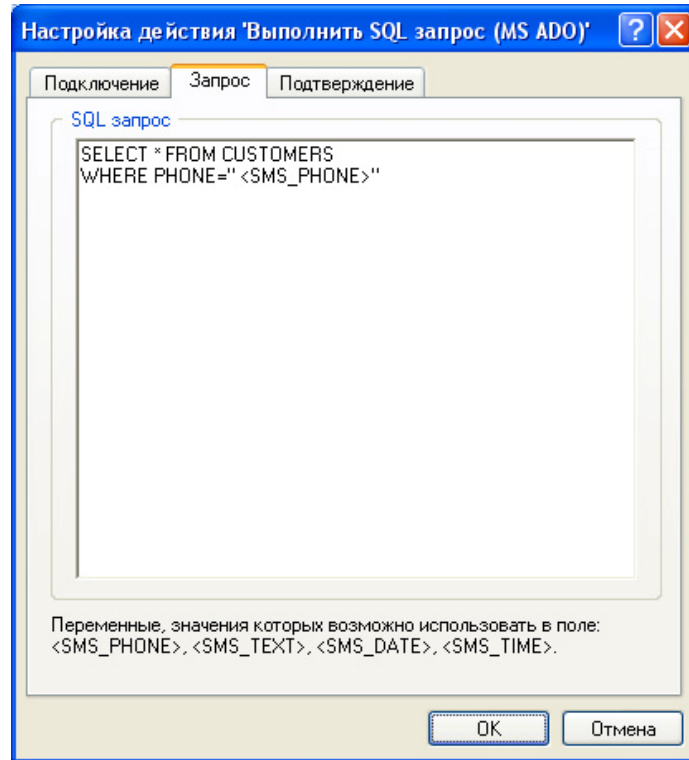 Настройка действия 'Выполнить SQL запрос (MS ADO)'
Подключение Запрос Подтверждение
SQL запрос
SELECT * FROM CUSTOMERS
WHERE PHONE="<SMS_PHONE>"
Переменные, значения которых возможно использовать в поле:
<SMS_PHONE>, <SMS_TEXT>, <SMS_DATE>, <SMS_TIME>.
OK Отмена